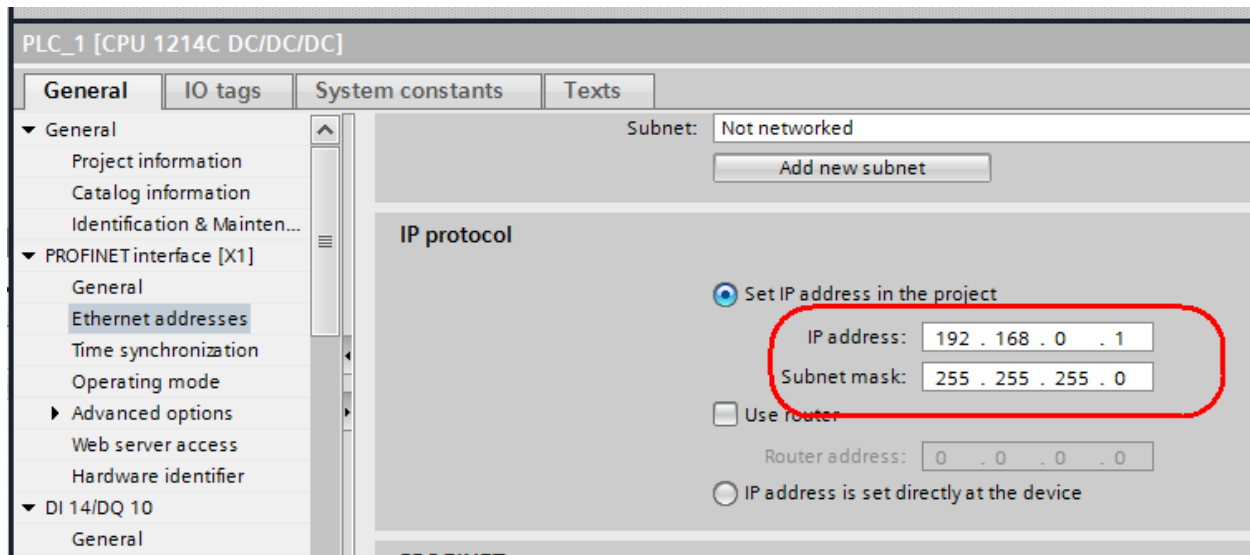 PLC_1 [CPU 1214C DC/DC/DC]
General IO tags System constants Texts
General
Project information
Catalog information
Identification & Mainten...
PROFINET interface [X1]
General
Ethernet addresses
Time synchronization
Operating mode
Advanced options
Web server access
Hardware identifier
DI 14/DQ 10
General
Subnet: Not networked
Add new subnet
IP protocol
Set IP address in the project
IP address: 192 . 168 . 0 . 1
Subnet mask: 255 . 255 . 255 . 0
Use router
Router address: 0 . 0 . 0 . 0
IP address is set directly at the device